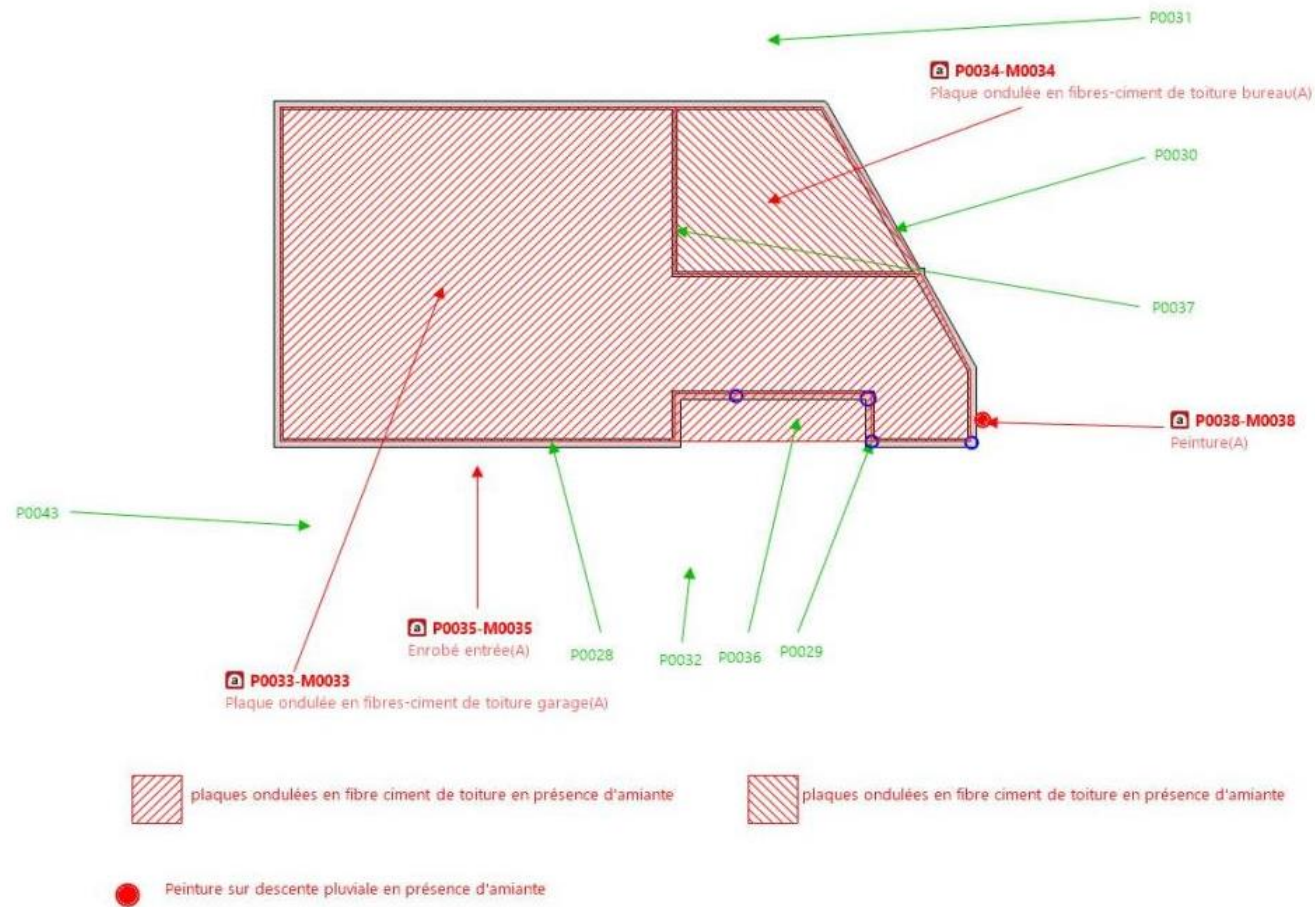 P0031
a P0034-M0034
Plaque ondulée en fibres-ciment de toiture bureau(A)
P0030
P0037
a P0038-M0038
Peinture(A)
P0043
a P0035-M0035
Enrobé entrée(A)
P0028
P0032
P0036
P0029
a P0033-M0033
Plaque ondulée en fibres-ciment de toiture garage(A)
plaques ondulées en fibre ciment de toiture en présence d'amiante
plaques ondulées en fibre ciment de toiture en présence d'amiante
Peinture sur descente pluviale en présence d'amiante